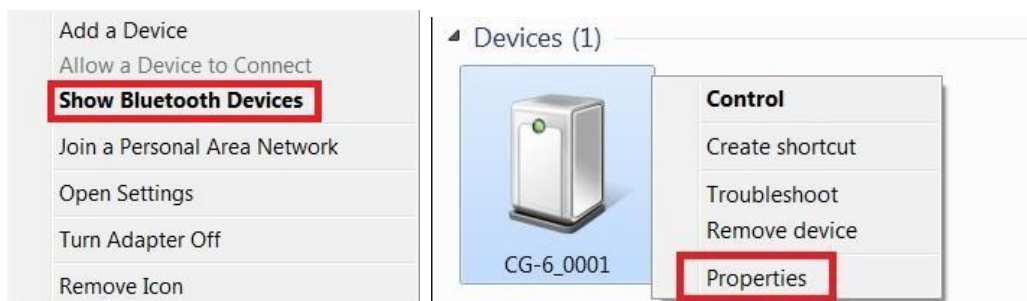 Add a Device
Allow a Device to Connect
Show Bluetooth Devices
Join a Personal Area Network
Open Settings
Turn Adapter Off
Remove Icon
Devices (1)
CG-6_0001
Control
Create shortcut
Troubleshoot
Remove device
Properties